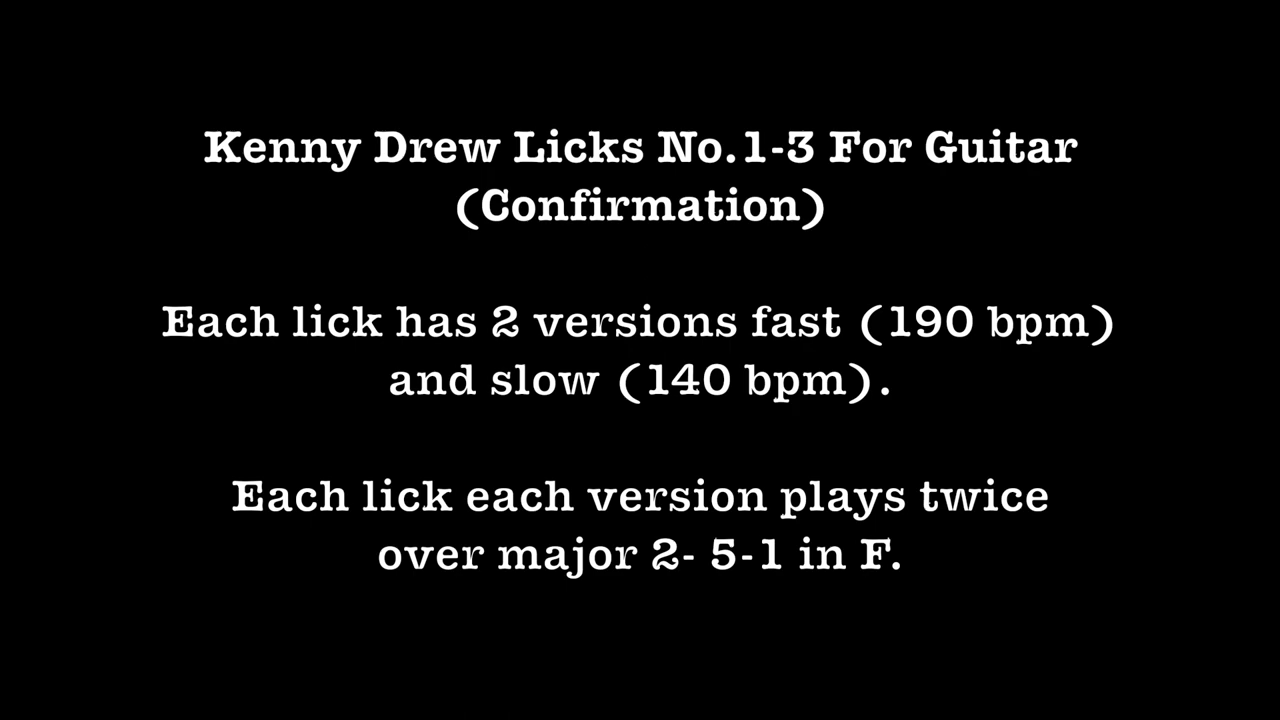 Kenny Drew Licks No.1-3 For Guitar
(Confirmation)
Each lick has 2 versions fast (190 bpm)
and slow (140 bpm).
Each lick each version plays twice
over major 2- 5-1 in F.